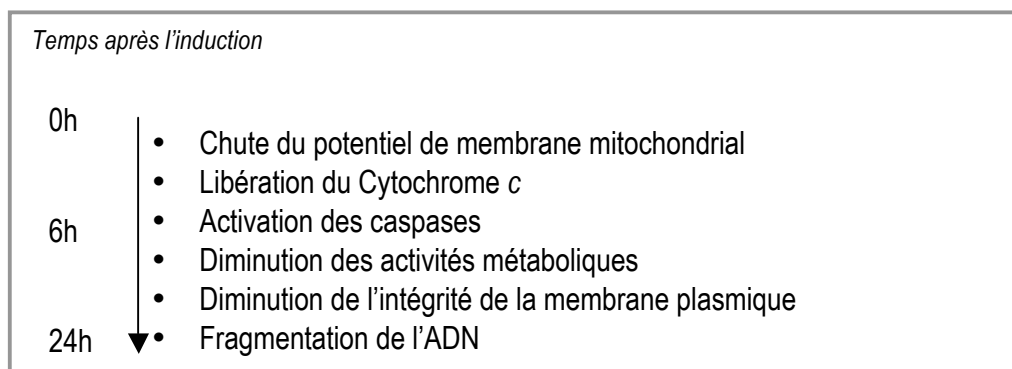 Temps après l'induction
0h
• Chute du potentiel de membrane mitochondrial
• Libération du Cytochrome c
6h • Activation des caspases
• Diminution des activités métaboliques
• Diminution de l'intégrité de la membrane plasmique
24h • Fragmentation de l'ADN